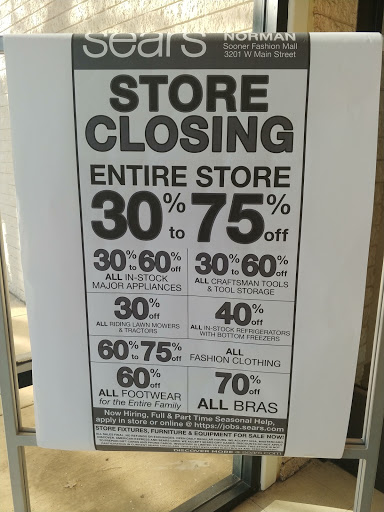 sears
NORMAN
Sooner Fashion Mall
3201 W Main Street
STORE
CLOSING
ENTIRE STORE
30% to 75% off
30% to 60% off
ALL IN-STOCK
MAJOR APPLIANCES
30% to 60% off
ALL CRAFTSMAN TOOLS
& TOOL STORAGE
30% off
ALL RIDING LAWN MOWERS
& TRACTORS
40% off
ALL IN-STOCK REFRIGERATORS
WITH BOTTOM FREEZERS
60% to 75% off
ALL
FASHION CLOTHING
60% off
ALL FOOTWEAR
for the Entire Family
70% off
ALL BRAS
Now Hiring, Full & Part Time Seasonal Help,
apply in store or online @ https://jobs.sears.com
STORE FIXTURES, FURNITURE & EQUIPMENT FOR SALE NOW!